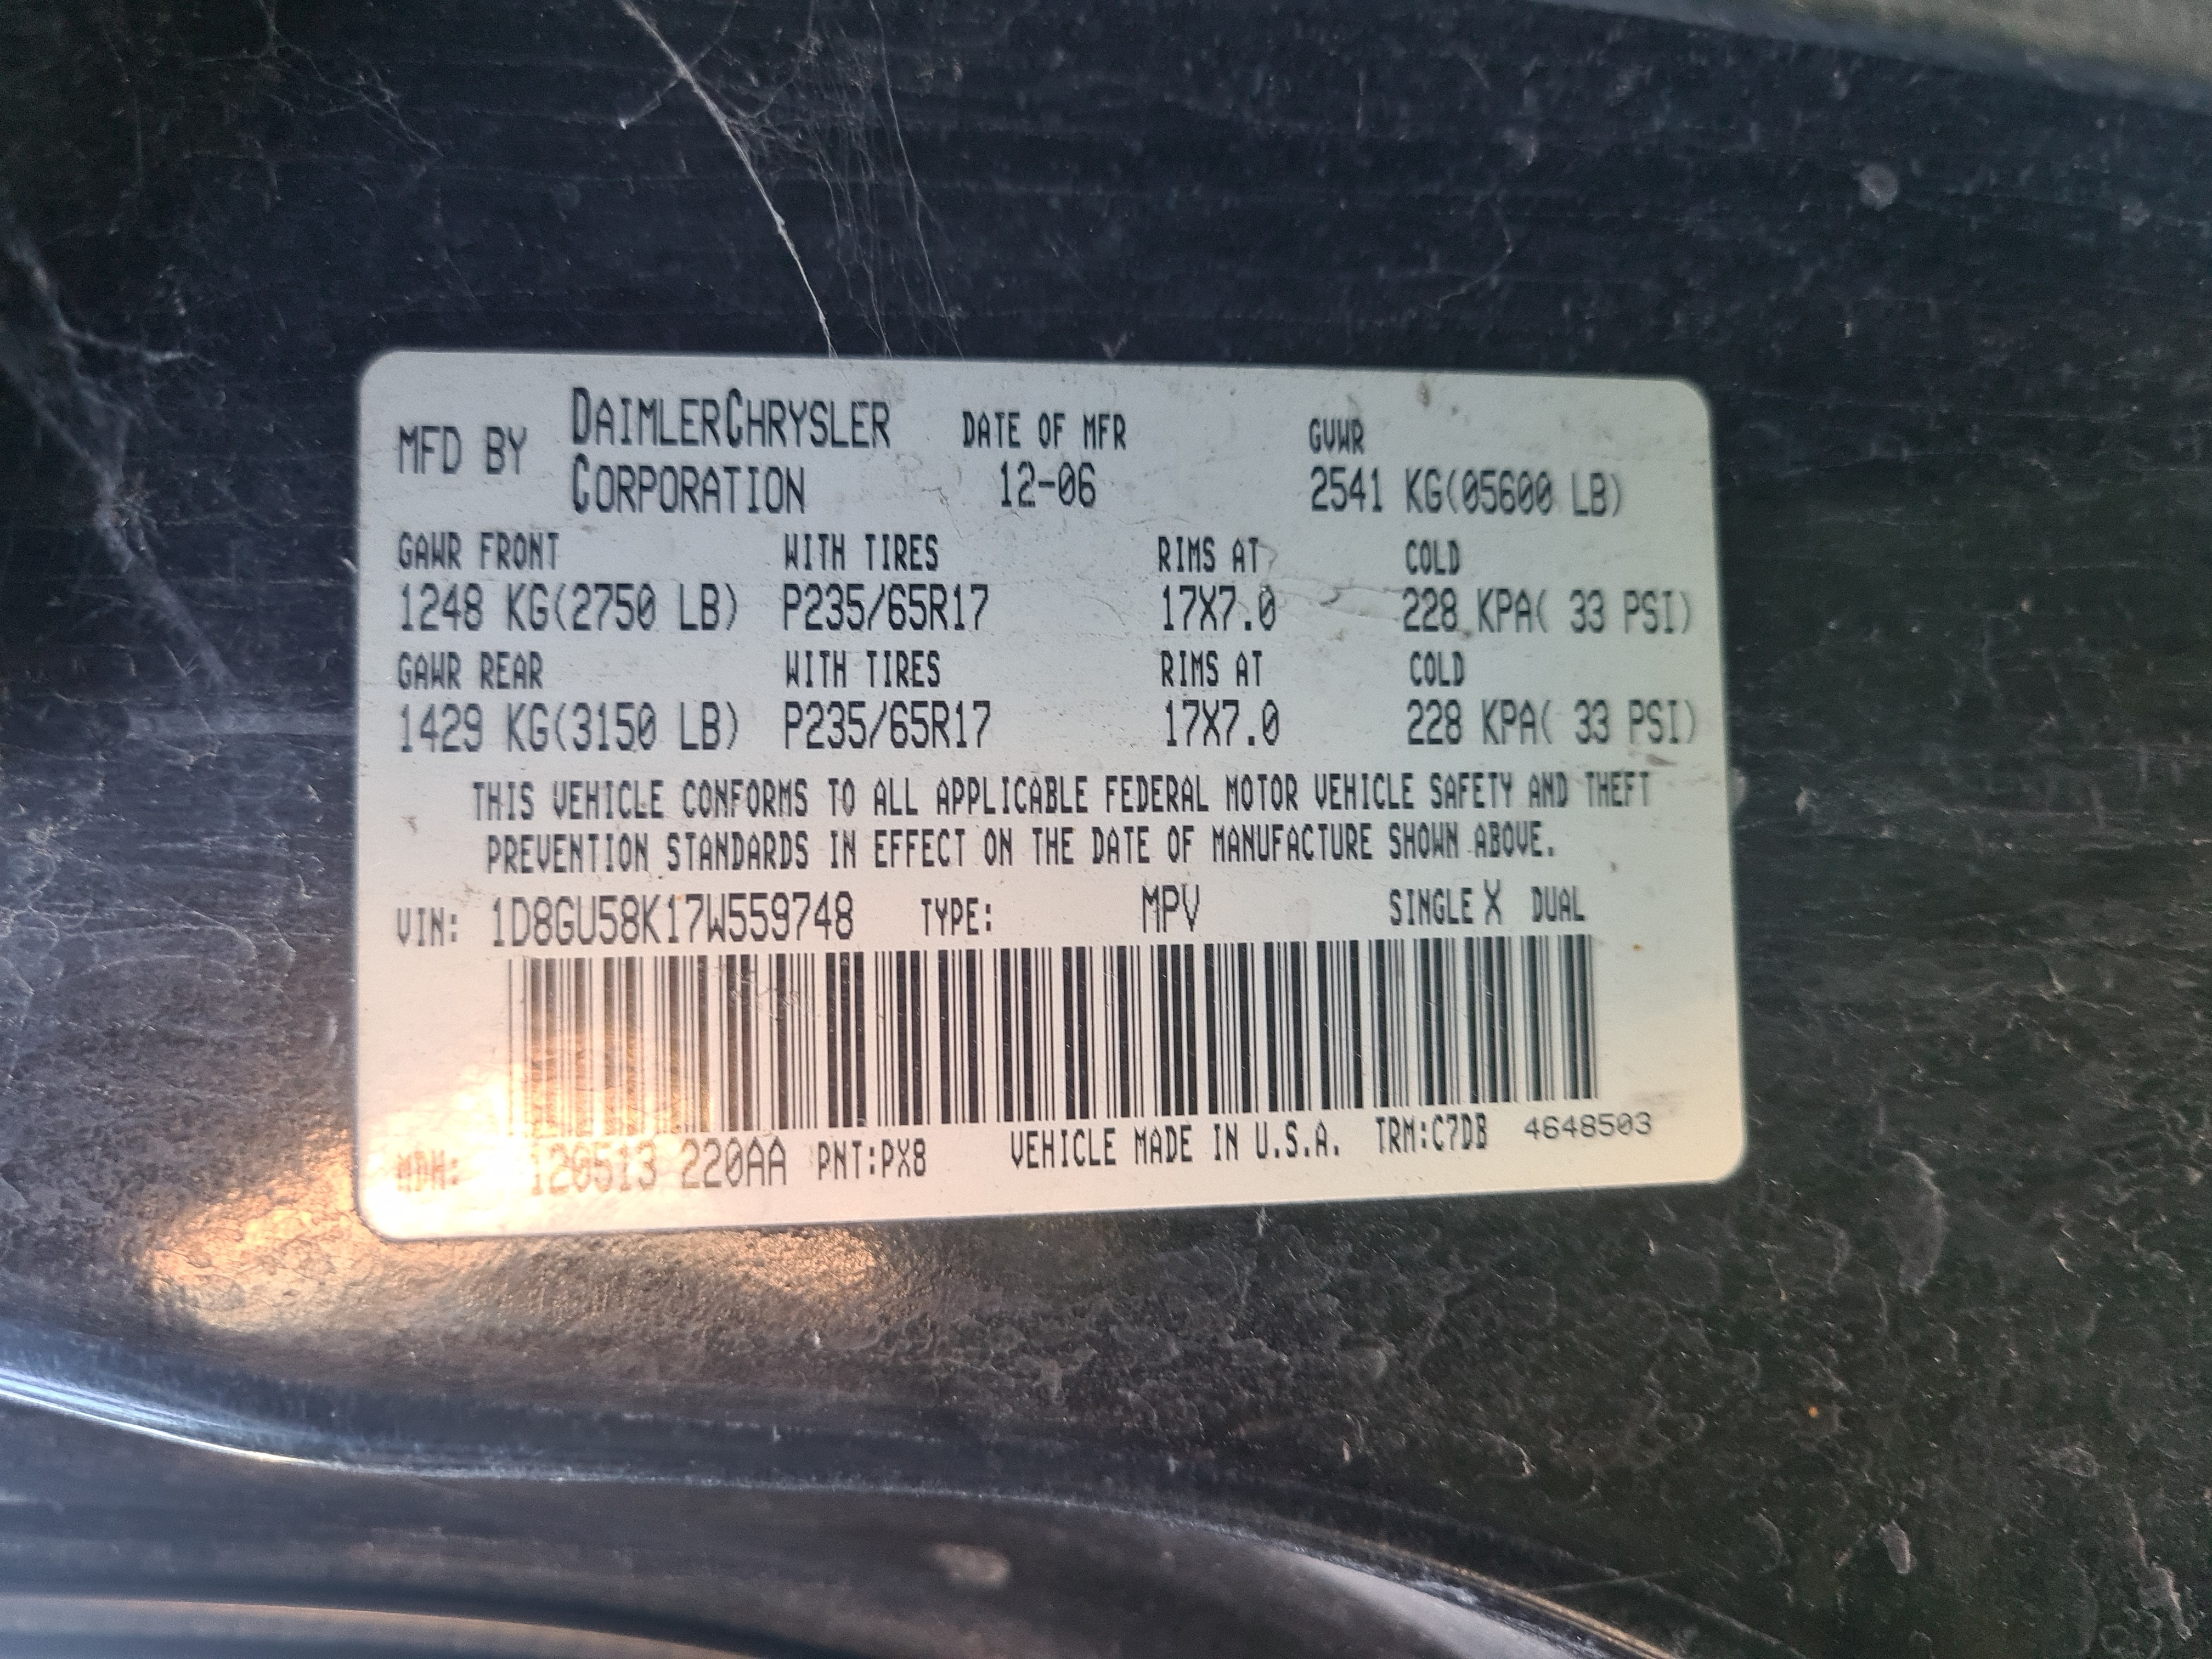 MFD BY DAIMLERCHRYSLER CORPORATION DATE OF MFR 12-06 GVWR 2541 KG(05600 LB)
GAWR FRONT WITH TIRES RIMS AT COLD
1248 KG(2750 LB) P235/65R17 17X7.0 228 KPA( 33 PSI)
GAWR REAR WITH TIRES RIMS AT COLD
1429 KG(3150 LB) P235/65R17 17X7.0 228 KPA( 33 PSI)
THIS VEHICLE CONFORMS TO ALL APPLICABLE FEDERAL MOTOR VEHICLE SAFETY AND THEFT
PREVENTION STANDARDS IN EFFECT ON THE DATE OF MANUFACTURE SHOWN ABOVE.
VIN: 1D8GU58K17W559748 TYPE: MPV SINGLE X DUAL
MDH: 120513 220AA PNT:PX8 VEHICLE MADE IN U.S.A. TRM:C7DB 4648503